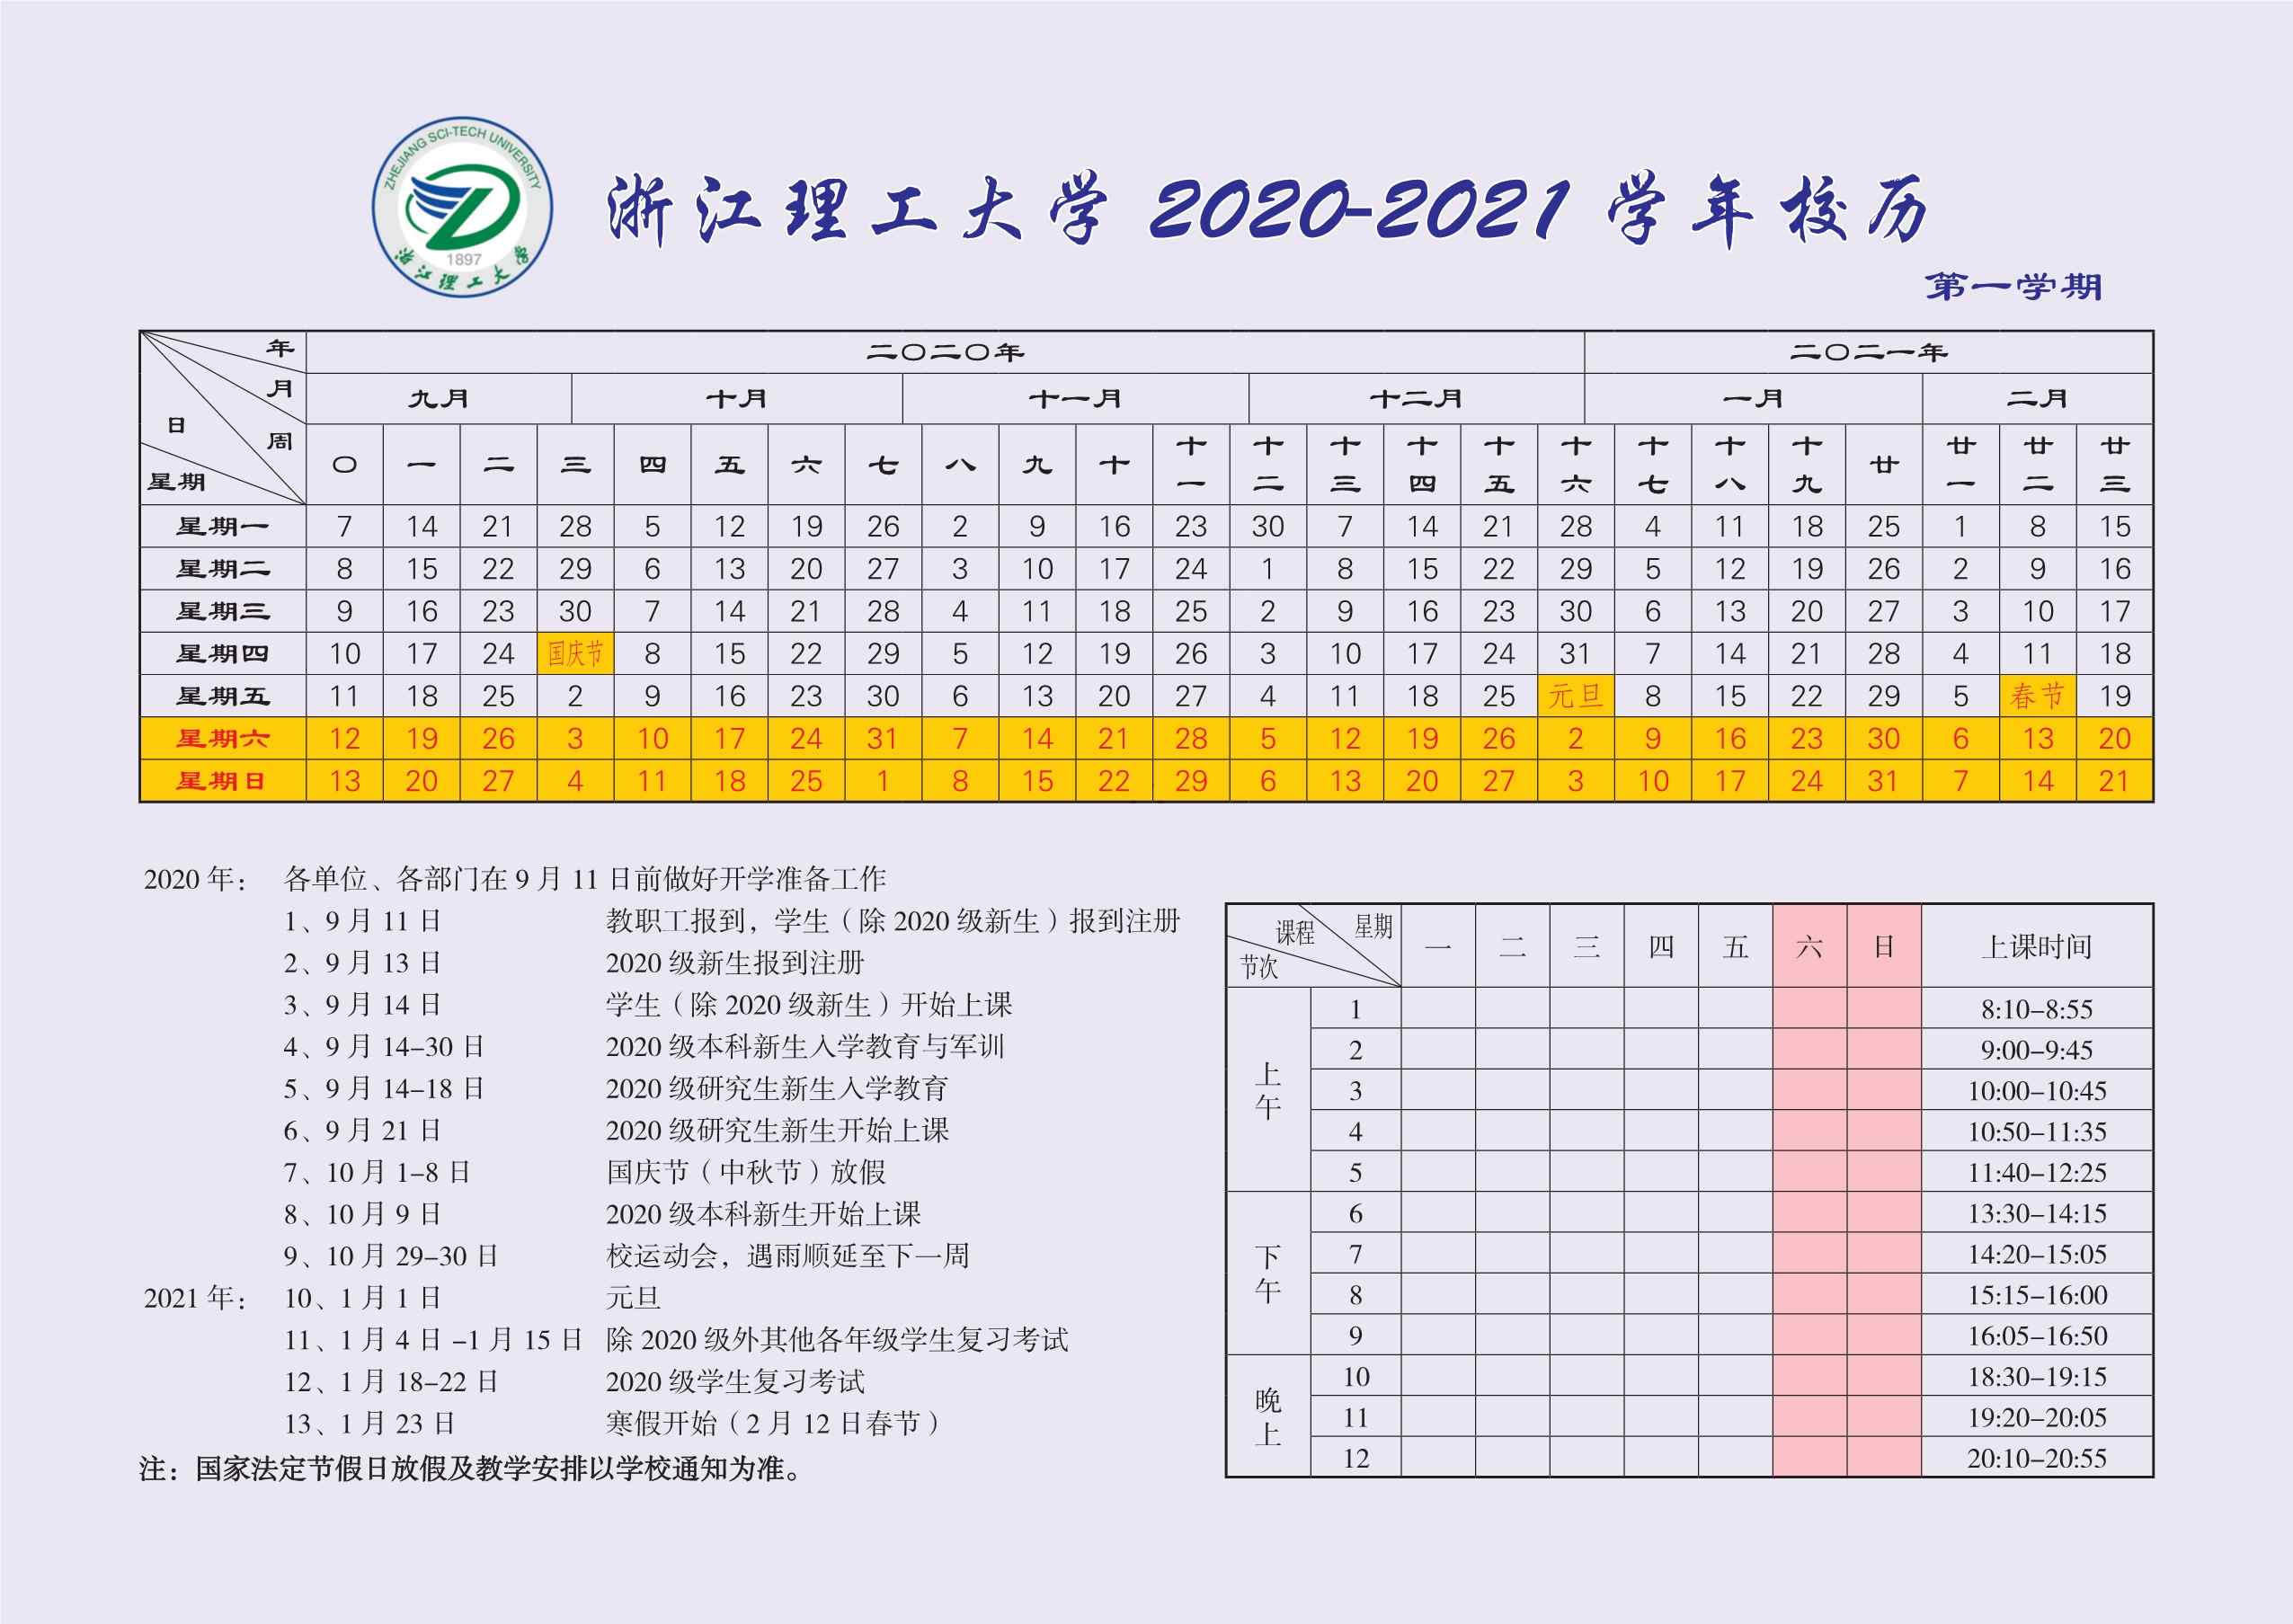 ZHEJIANG SCI-TECH UNIVERSITY
1897
浙江理工大学
浙江理工大学 2020-2021 学年校历
第一学期
年 二〇二〇年 二〇二一年
月 九月 十月 十一月 十二月 一月 二月
日 周 〇 一 二 三 四 五 六 七 八 九 十 十一 十二 十三 十四 十五 十六 十七 十八 十九 廿 廿一 廿二 廿三
星期
星期一 7 14 21 28 5 12 19 26 2 9 16 23 30 7 14 21 28 4 11 18 25 1 8 15
星期二 8 15 22 29 6 13 20 27 3 10 17 24 1 8 15 22 29 5 12 19 26 2 9 16
星期三 9 16 23 30 7 14 21 28 4 11 18 25 2 9 16 23 30 6 13 20 27 3 10 17
星期四 10 17 24 国庆节 8 15 22 29 5 12 19 26 3 10 17 24 31 7 14 21 28 4 11 18
星期五 11 18 25 2 9 16 23 30 6 13 20 27 4 11 18 25 元旦 8 15 22 29 5 春节 19
星期六 12 19 26 3 10 17 24 31 7 14 21 28 5 12 19 26 2 9 16 23 30 6 13 20
星期日 13 20 27 4 11 18 25 1 8 15 22 29 6 13 20 27 3 10 17 24 31 7 14 21
2020 年： 各单位、各部门在 9 月 11 日前做好开学准备工作
1、9 月 11 日 教职工报到，学生（除 2020 级新生）报到注册
2、9 月 13 日 2020 级新生报到注册
3、9 月 14 日 学生（除 2020 级新生）开始上课
4、9 月 14–30 日 2020 级本科新生入学教育与军训
5、9 月 14–18 日 2020 级研究生新生入学教育
6、9 月 21 日 2020 级研究生新生开始上课
7、10 月 1–8 日 国庆节（中秋节）放假
8、10 月 9 日 2020 级本科新生开始上课
9、10 月 29–30 日 校运动会，遇雨顺延至下一周
2021 年： 10、1 月 1 日 元旦
11、1 月 4 日 –1 月 15 日 除 2020 级外其他各年级学生复习考试
12、1 月 18–22 日 2020 级学生复习考试
13、1 月 23 日 寒假开始（2 月 12 日春节）
注：国家法定节假日放假及教学安排以学校通知为准。
课程 星期 一 二 三 四 五 六 日 上课时间
节次
上午
1 8:10–8:55
2 9:00–9:45
3 10:00–10:45
4 10:50–11:35
5 11:40–12:25
下午
6 13:30–14:15
7 14:20–15:05
8 15:15–16:00
9 16:05–16:50
晚上
10 18:30–19:15
11 19:20–20:05
12 20:10–20:55